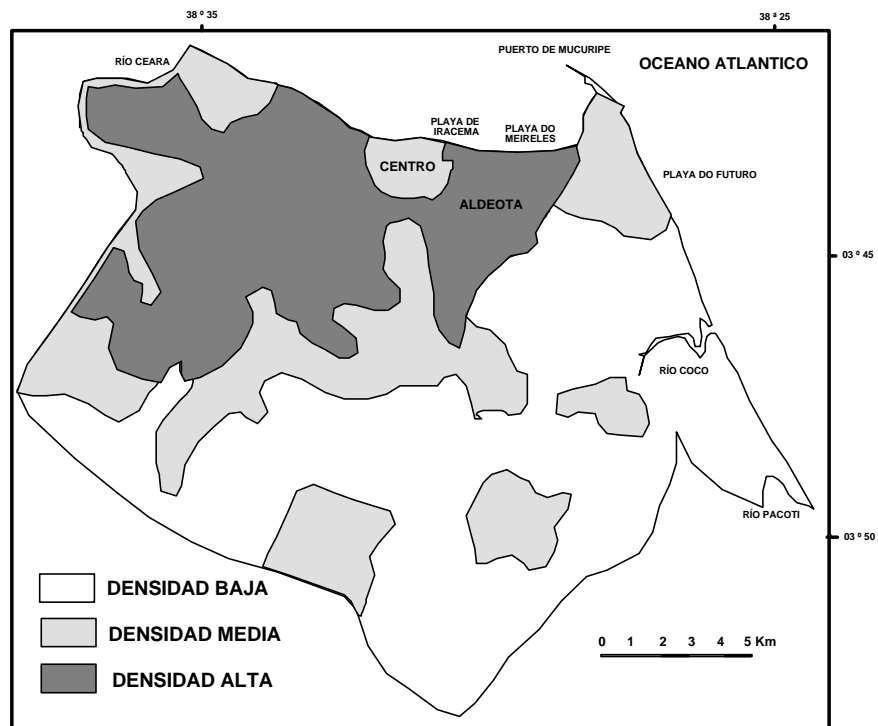 38 º 35
38 ª 25
RÍO CEARA
PUERTO DE MUCURIPE
OCEANO ATLANTICO
PLAYA DE
IRACEMA
PLAYA DO
MEIRELES
CENTRO
PLAYA DO FUTURO
ALDEOTA
03 º 45
RÍO COCO
RÍO PACOTI
03 º 50
DENSIDAD BAJA
DENSIDAD MEDIA
DENSIDAD ALTA
0 1 2 3 4 5 Km